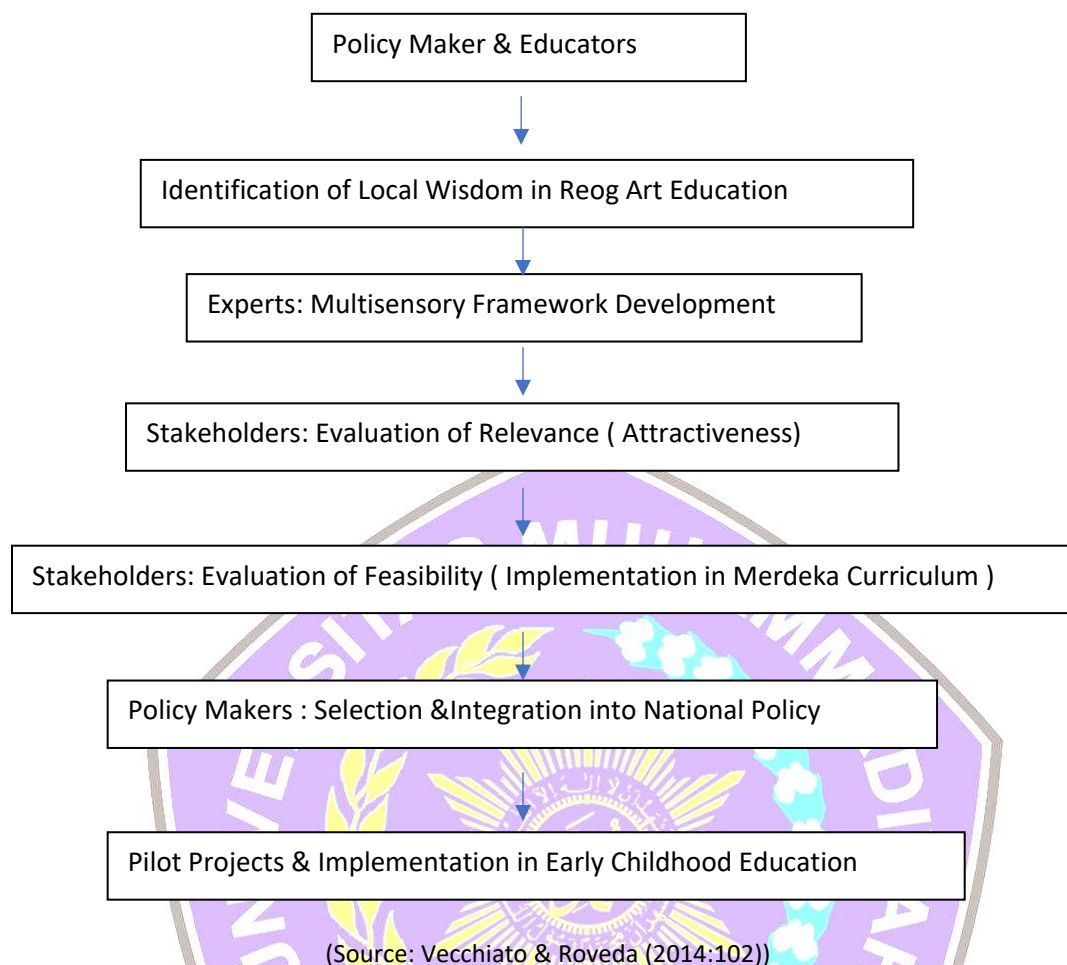 Policy Maker & Educators
Identification of Local Wisdom in Reog Art Education
Experts: Multisensory Framework Development
Stakeholders: Evaluation of Relevance ( Attractiveness)
Stakeholders: Evaluation of Feasibility ( Implementation in Merdeka Curriculum )
Policy Makers : Selection &Integration into National Policy
Pilot Projects & Implementation in Early Childhood Education
(Source: Vecchiato & Roveda (2014:102))